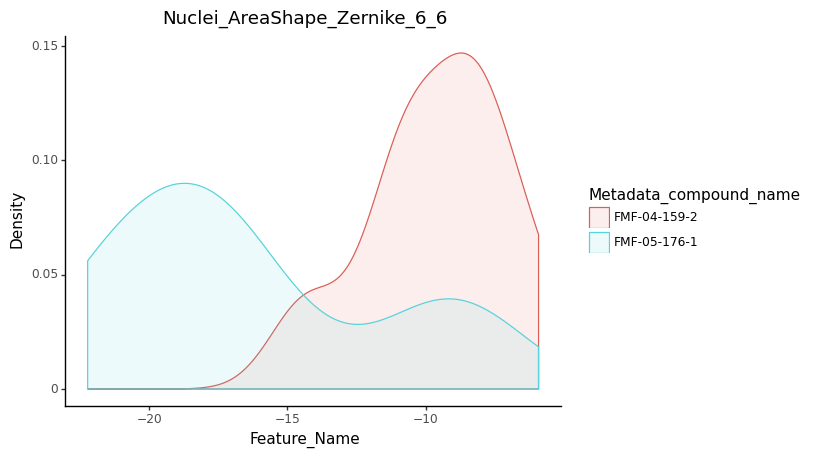 Nuclei_AreaShape_Zernike_6_6
0.15
0.10
0.05
0
Density
−20
−15
−10
Feature_Name
Metadata_compound_name
FMF-04-159-2
FMF-05-176-1